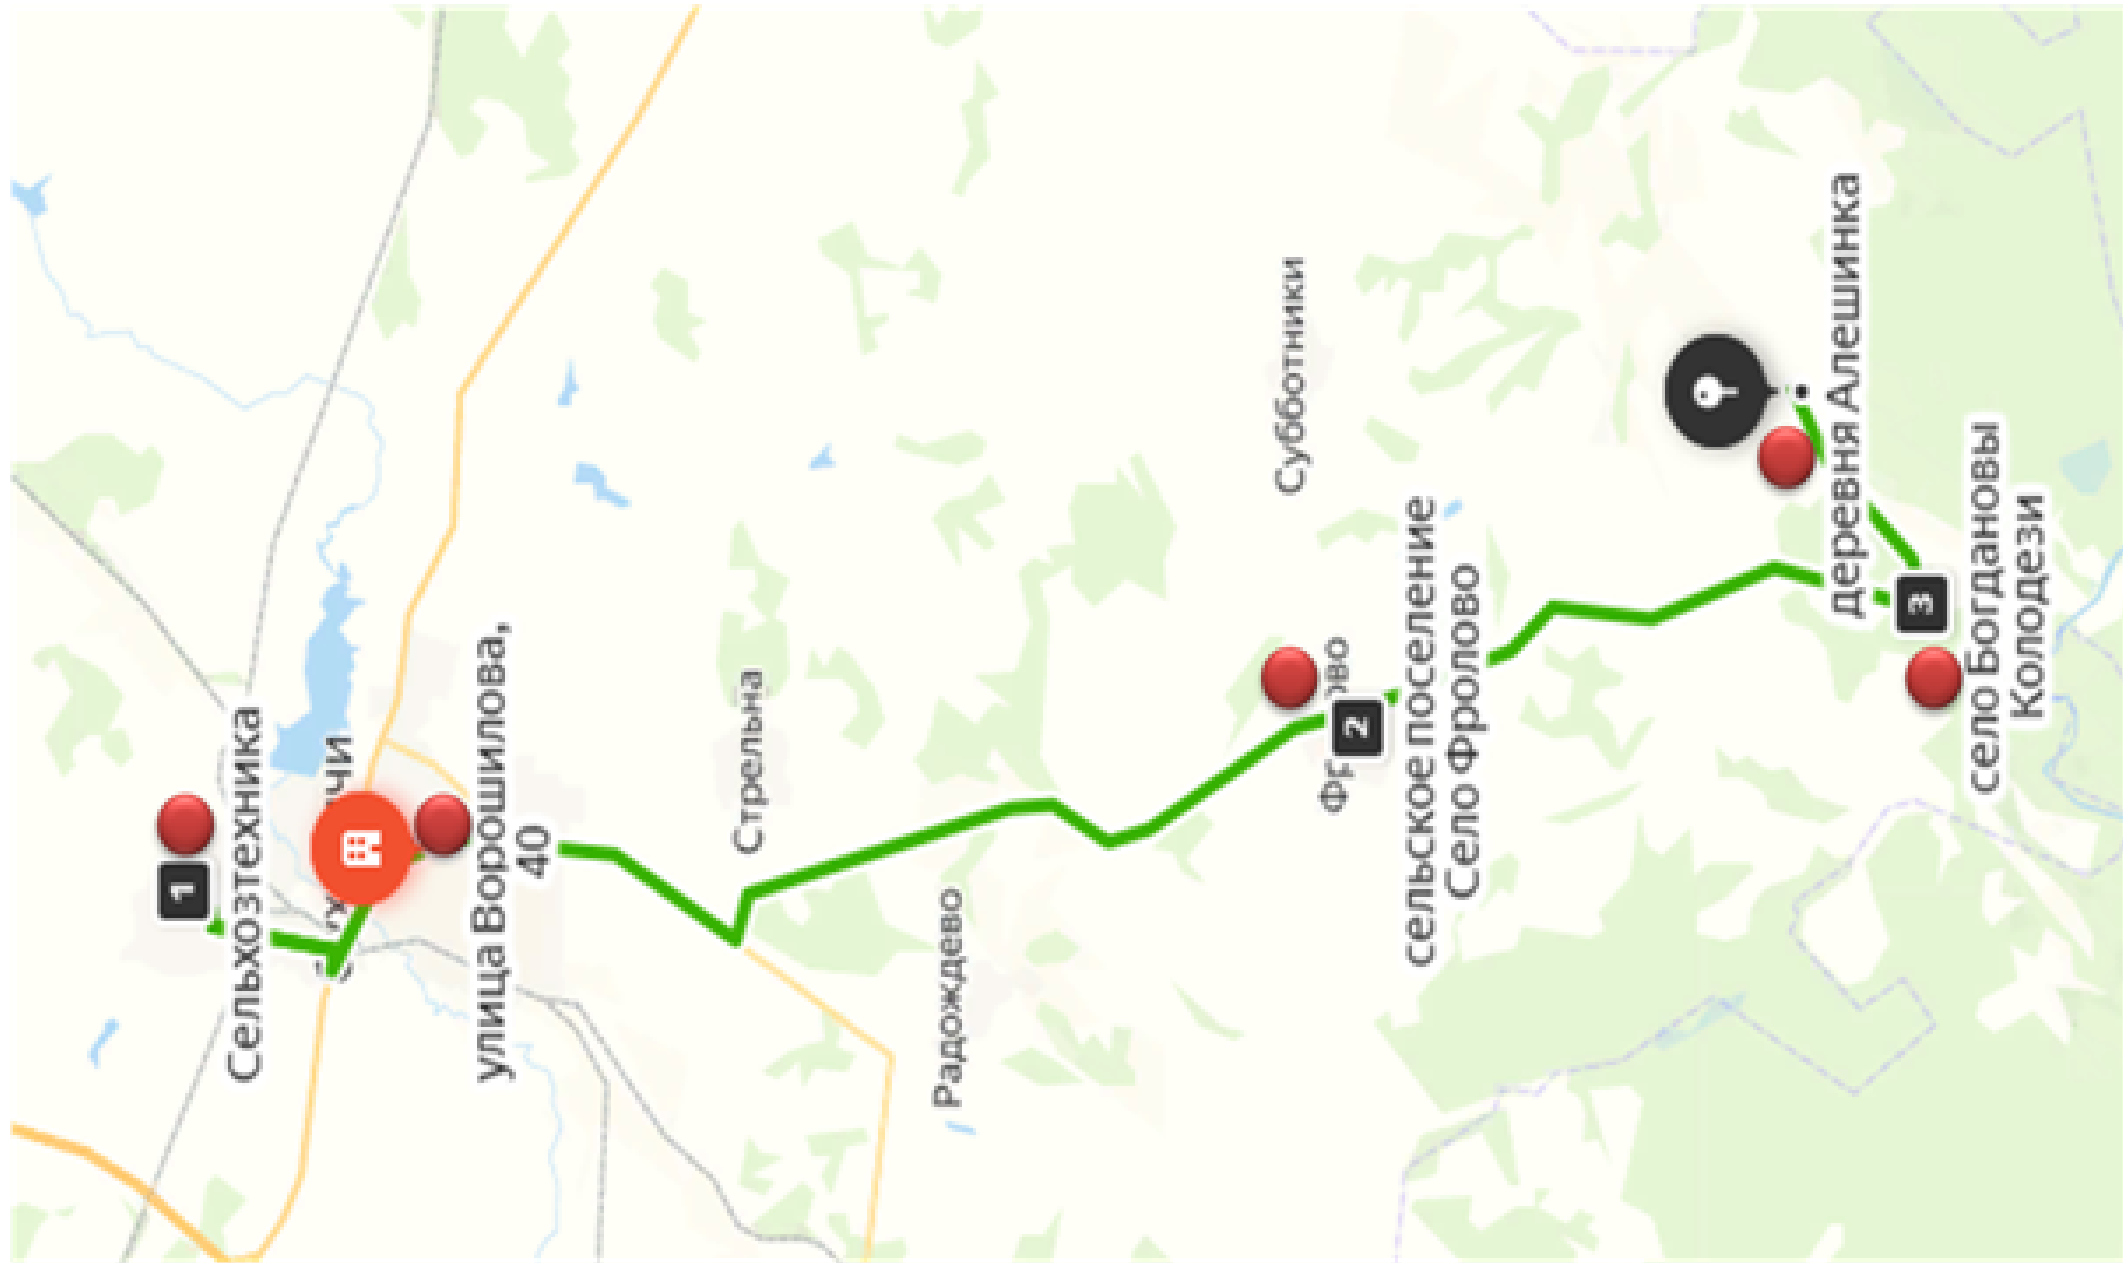 1
Сельхозтехника
улица Ворошилова,
40
Стрельна
Радождево
Субботники
2
сельское поселение
Село Фролово
деревня Алешинка
3
село Богдановы
Колодези